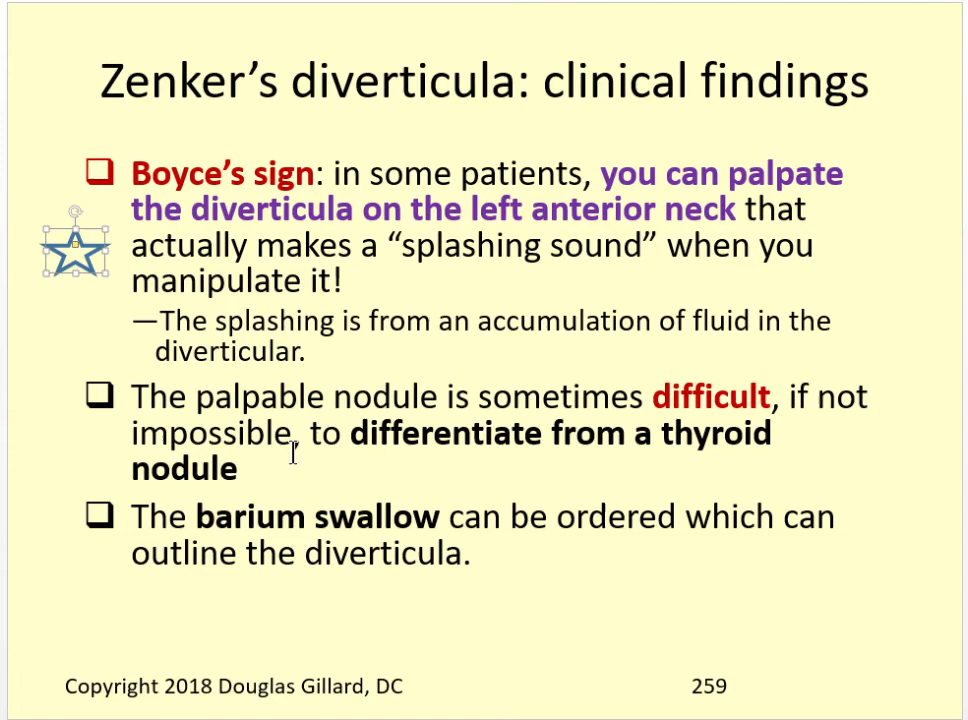 Zenker’s diverticula: clinical findings
❑ Boyce’s sign: in some patients, you can palpate
the diverticula on the left anterior neck that
actually makes a “splashing sound” when you
manipulate it!
—The splashing is from an accumulation of fluid in the
diverticular.
❑ The palpable nodule is sometimes difficult, if not
impossible, to differentiate from a thyroid
nodule
❑ The barium swallow can be ordered which can
outline the diverticula.
Copyright 2018 Douglas Gillard, DC 259